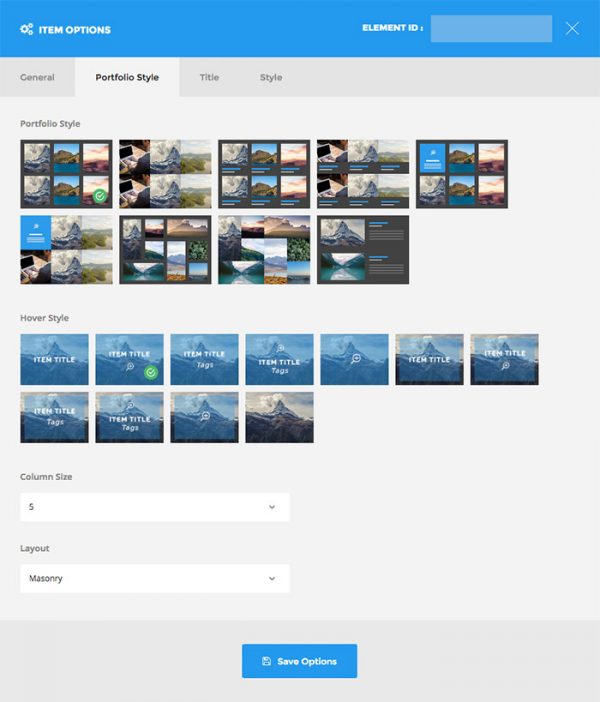 ITEM OPTIONS
ELEMENT ID :
General
Portfolio Style
Title
Style
Portfolio Style
Hover Style
ITEM TITLE
ITEM TITLE
ITEM TITLE
Tags
ITEM TITLE
Tags
ITEM TITLE
ITEM TITLE
ITEM TITLE
Tags
ITEM TITLE
Tags
Column Size
5
Layout
Masonry
Save Options